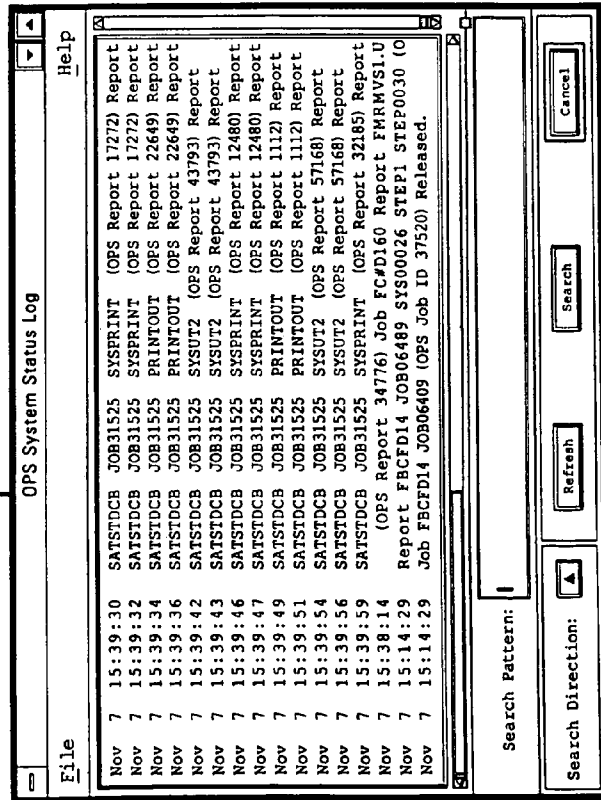 OPS System Status Log
File Help
Nov 7 15:39:30 SATSTDCB JOB31525 SYSPRINT (OPS Report 17272) Report
Nov 7 15:39:32 SATSTDCB JOB31525 SYSPRINT (OPS Report 17272) Report
Nov 7 15:39:34 SATSTDCB JOB31525 PRINTOUT (OPS Report 22649) Report
Nov 7 15:39:36 SATSTDCB JOB31525 PRINTOUT (OPS Report 22649) Report
Nov 7 15:39:42 SATSTDCB JOB31525 SYSUT2 (OPS Report 43793) Report
Nov 7 15:39:43 SATSTDCB JOB31525 SYSUT2 (OPS Report 43793) Report
Nov 7 15:39:46 SATSTDCB JOB31525 SYSPRINT (OPS Report 12480) Report
Nov 7 15:39:47 SATSTDCB JOB31525 SYSPRINT (OPS Report 12480) Report
Nov 7 15:39:49 SATSTDCB JOB31525 PRINTOUT (OPS Report 1112) Report
Nov 7 15:39:51 SATSTDCB JOB31525 PRINTOUT (OPS Report 1112) Report
Nov 7 15:39:54 SATSTDCB JOB31525 SYSUT2 (OPS Report 57168) Report
Nov 7 15:39:56 SATSTDCB JOB31525 SYSUT2 (OPS Report 57168) Report
Nov 7 15:39:59 SATSTDCB JOB31525 SYSPRINT (OPS Report 32185) Report
Nov 7 15:38:14 (OPS Report 34776) Job FC#D160 Report FMRMVS1.U
Nov 7 15:14:29 Report FBCFD14 JOB06489 SYS00026 STEP1 STEP0030 (O
Nov 7 15:14:29 Job FBCFD14 JOB06409 (OPS Job ID 37520) Released.
Search Pattern:
Search Direction: Refresh Search Cancel